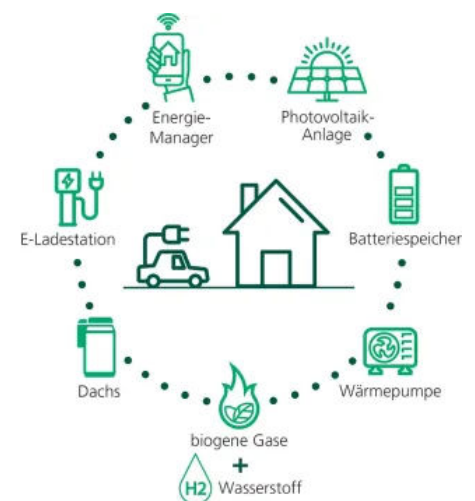 Energie-
Manager
Photovoltaik-
Anlage
E-Ladestation
Batteriespeicher
Dachs
Wärmepumpe
biogene Gase
+
H2 Wasserstoff